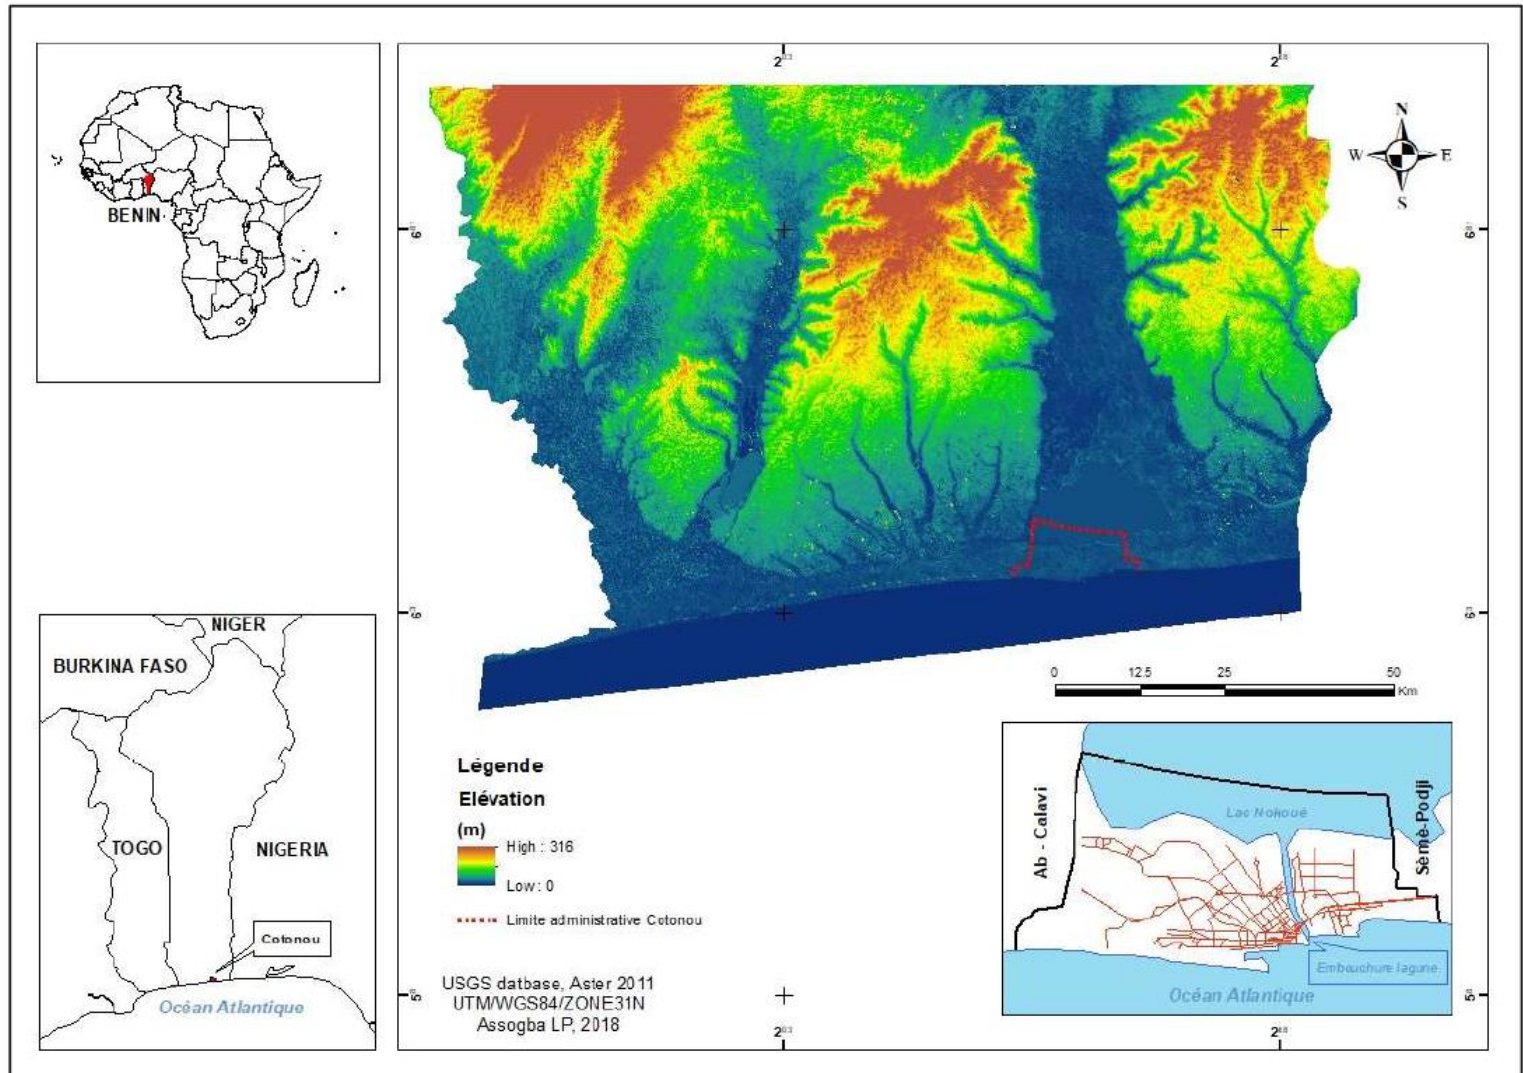 BENIN
N
W
E
S
NIGER
BURKINA FASO
TOGO
NIGERIA
Cotonou
Océan Atlantique
0 12.5 25 50
Km
Légende
Elévation
(m)
High : 316
Low : 0
Limite administrative Cotonou
USGS datbase, Aster 2011
UTM/WGS84/ZONE31N
Assogba LP, 2018
Ab - Calavi
Lac Nokoué
Sèmè-Podji
Embouchure lagune
Océan Atlantique